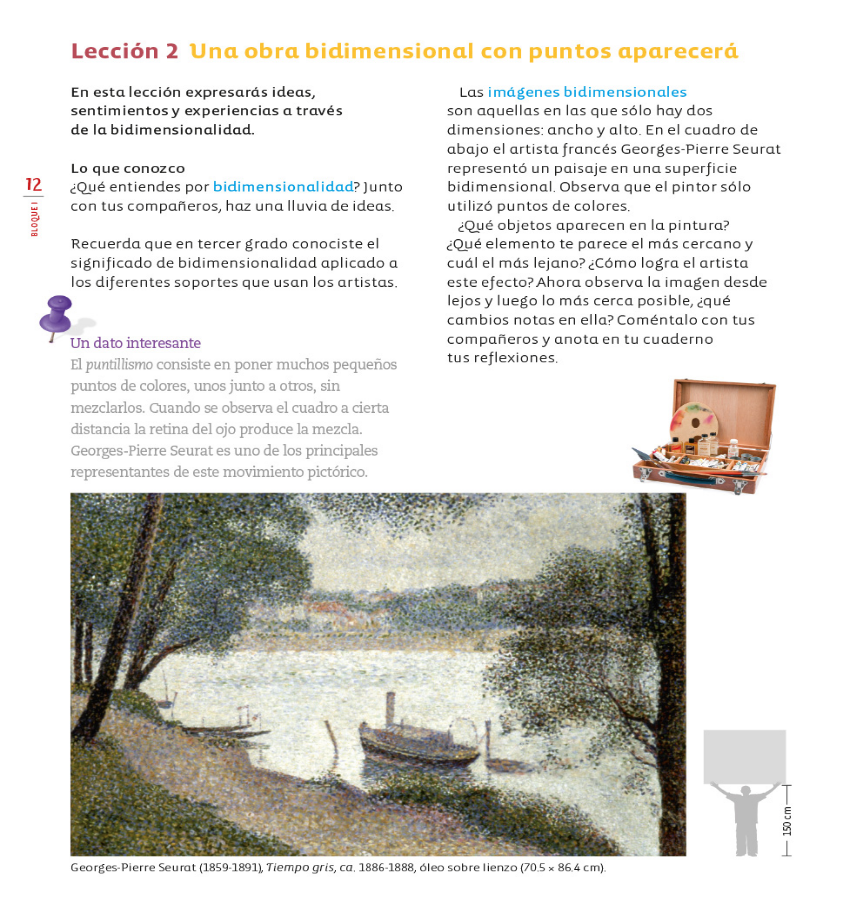 Lección 2 Una obra bidimensional con puntos aparecerá
En esta lección expresarás ideas,
sentimientos y experiencias a través
de la bidimensionalidad.
Lo que conozco
¿Qué entiendes por bidimensionalidad? Junto
con tus compañeros, haz una lluvia de ideas.
Recuerda que en tercer grado conociste el
significado de bidimensionalidad aplicado a
los diferentes soportes que usan los artistas.
12
BLOQUE I
Un dato interesante
El puntillismo consiste en poner muchos pequeños
puntos de colores, unos junto a otros, sin
mezclarlos. Cuando se observa el cuadro a cierta
distancia la retina del ojo produce la mezcla.
Georges-Pierre Seurat es uno de los principales
representantes de este movimiento pictórico.
Las imágenes bidimensionales
son aquellas en las que sólo hay dos
dimensiones: ancho y alto. En el cuadro de
abajo el artista francés Georges-Pierre Seurat
representó un paisaje en una superficie
bidimensional. Observa que el pintor sólo
utilizó puntos de colores.
¿Qué objetos aparecen en la pintura?
¿Qué elemento te parece el más cercano y
cuál el más lejano? ¿Cómo logra el artista
este efecto? Ahora observa la imagen desde
lejos y luego lo más cerca posible, ¿qué
cambios notas en ella? Coméntalo con tus
compañeros y anota en tu cuaderno
tus reflexiones.
150 cm
Georges-Pierre Seurat (1859-1891), Tiempo gris, ca. 1886-1888, óleo sobre lienzo (70.5 × 86.4 cm).